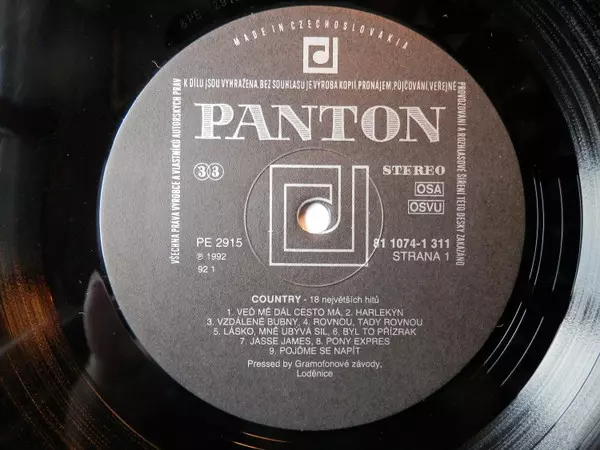 MADE IN CZECHOSLOVAKIA
K DÍLU JSOU VYHRAŽENA. BEZ SOUHLASU JE VÝROBA KOPIÍ, PRONÁJEM, PŮJČOVÁNÍ, VEŘEJNÉ
VŠECHNA PRÁVA VÝROBCE A VLASTNÍKŮ AUTORSKÝCH PRÁV
PROVOZOVÁNÍ A ROZHLASOVÉ ŠÍŘENÍ TÉTO DESKY ZAKÁZÁNO
PANTON
33
STEREO
OSA
OSVU
PE 2915
81 1074-1 311
℗ 1992
STRANA 1
92 1
COUNTRY - 18 největších hitů
1. VEĎ MĚ DÁL CESTO MÁ, 2. HARLEKÝN
3. VZDÁLENÉ BUBNY, 4. ROVNOU, TADY ROVNOU
5. LÁSKO, MNĚ UBÝVÁ SIL, 6. BYL TO PŘÍZRAK
7. JASSE JAMES, 8. PONY EXPRES
9. POJĎME SE NAPÍT
Pressed by Gramofonové závody,
Loděnice